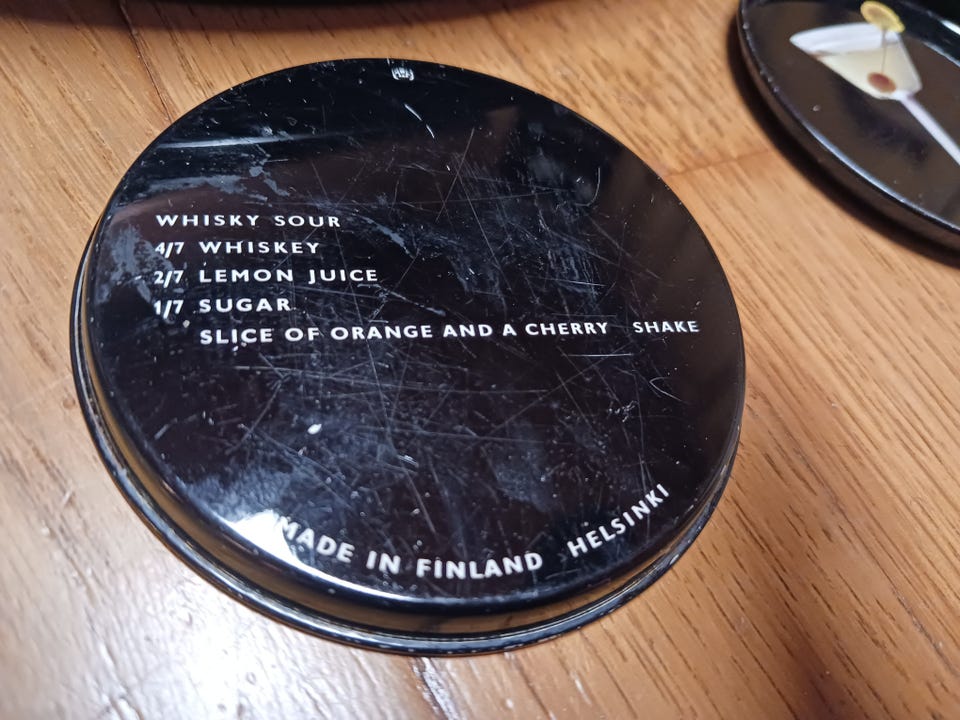 WHISKY SOUR
4/7 WHISKEY
2/7 LEMON JUICE
1/7 SUGAR
SLICE OF ORANGE AND A CHERRY SHAKE
MADE IN FINLAND HELSINKI